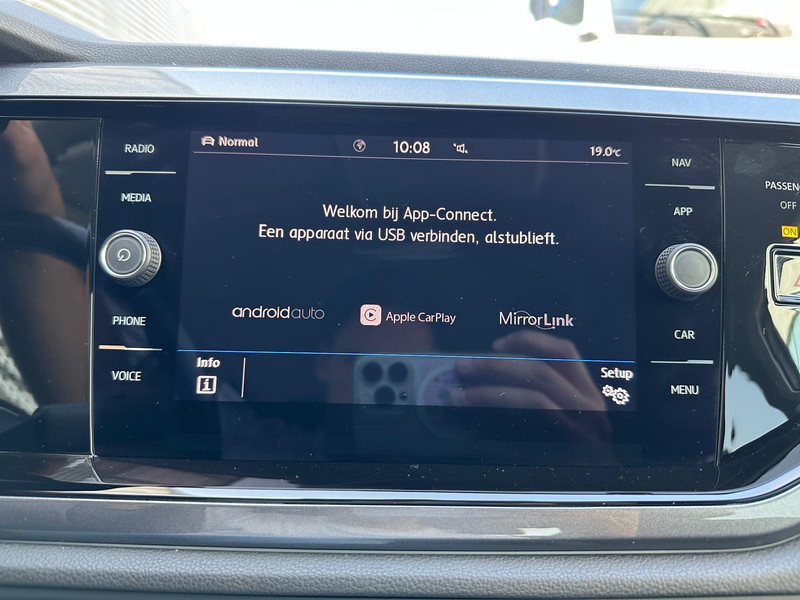 RADIO
MEDIA
PHONE
VOICE
Normal
10:08
19.0°C
Welkom bij App-Connect.
Een apparaat via USB verbinden, alstublieft.
androidauto
Apple CarPlay
MirrorLink
Info
i
Setup
NAV
APP
CAR
MENU
PASSEN
OFF
ON